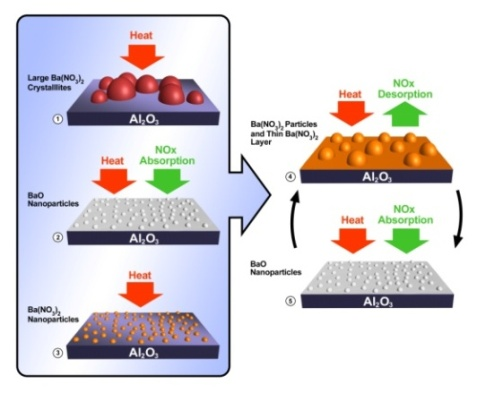 Heat
Large Ba(NO3)2
Crystalllites
1
Al2O3
Heat
NOx
Absorption
BaO
Nanoparticles
2
Al2O3
Heat
Ba(NO3)2
Nanoparticles
3
Al2O3
Heat
NOx
Desorption
Ba(NO3)2 Particles
and Thin Ba(NO3)2
Layer
4
Al2O3
Heat
NOx
Absorption
BaO
Nanoparticles
5
Al2O3